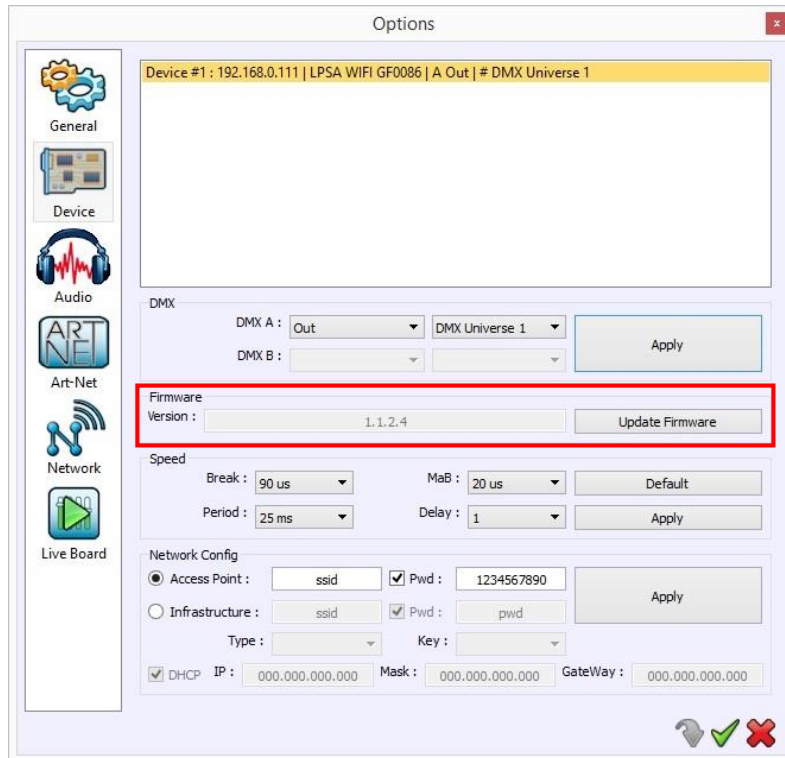 Options
x
General
Device
Audio
ART
NET
Art-Net
Network
Live Board
Device #1 : 192.168.0.111 | LPSA WIFI GF0086 | A Out | # DMX Universe 1
DMX
DMX A : Out DMX Universe 1 Apply
DMX B :
Firmware
Version : 1.1.2.4 Update Firmware
Speed
Break : 90 us MaB : 20 us Default
Period : 25 ms Delay : 1 Apply
Network Config
Access Point : ssid Pwd : 1234567890 Apply
Infrastructure : ssid Pwd : pwd
Type : Key :
DHCP IP : 000.000.000.000 Mask : 000.000.000.000 GateWay : 000.000.000.000